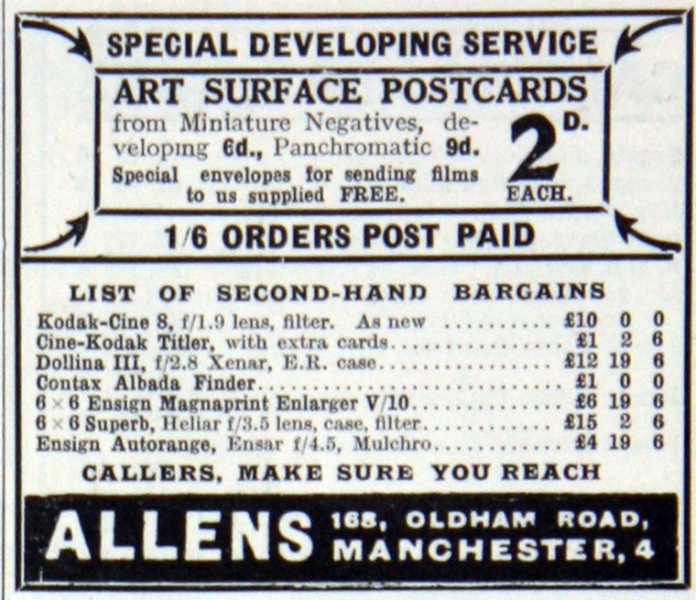 SPECIAL DEVELOPING SERVICE
ART SURFACE POSTCARDS
from Miniature Negatives, de-
veloping 6d., Panchromatic 9d.
Special envelopes for sending films
to us supplied FREE.
2D.
EACH.
1/6 ORDERS POST PAID
LIST OF SECOND-HAND BARGAINS
Kodak-Cine 8, f/1.9 lens, filter. As new .......... £10 0 0
Cine-Kodak Titler, with extra cards............... £1 2 6
Dollina III, f/2.8 Xenar, E.R. case................ £12 19 6
Contax Albada Finder............................ £1 0 0
6 × 6 Ensign Magnaprint Enlarger V/10............. £6 19 6
6 × 6 Superb, Heliar f/3.5 lens, case, filter............ £15 2 6
Ensign Autorange, Ensar f/4.5, Mulchro............ £4 19 6
CALLERS, MAKE SURE YOU REACH
ALLENS 168, OLDHAM ROAD,
MANCHESTER, 4